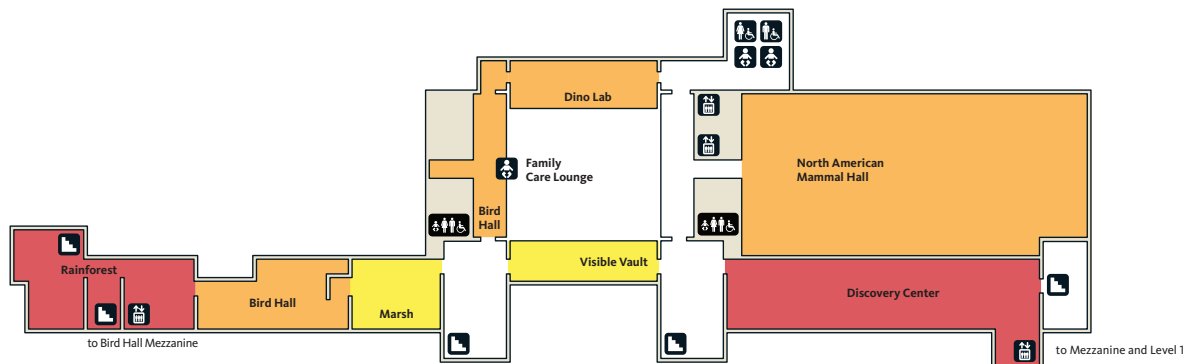 Dino Lab
Family
Care Lounge
North American
Mammal Hall
Bird
Hall
Rainforest
Visible Vault
Bird Hall
Marsh
Discovery Center
to Bird Hall Mezzanine
to Mezzanine and Level 1